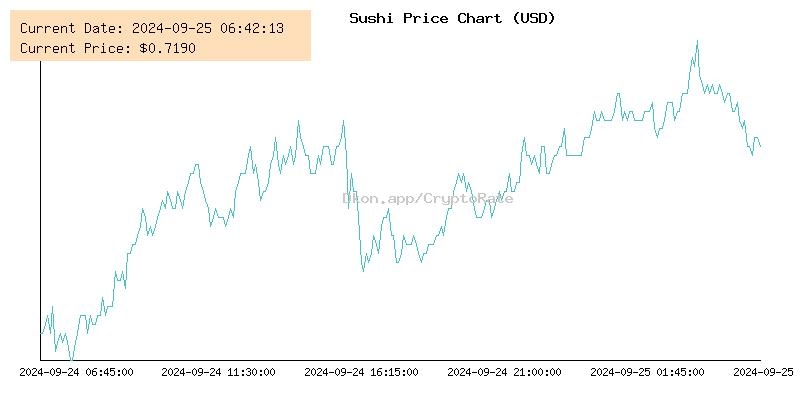 Sushi Price Chart (USD)
Current Date: 2024-09-25 06:42:13
Current Price: $0.7190
Dkon.app/CryptoRate
2024-09-24 06:45:00 2024-09-24 11:30:00 2024-09-24 16:15:00 2024-09-24 21:00:00 2024-09-25 01:45:00 2024-09-25